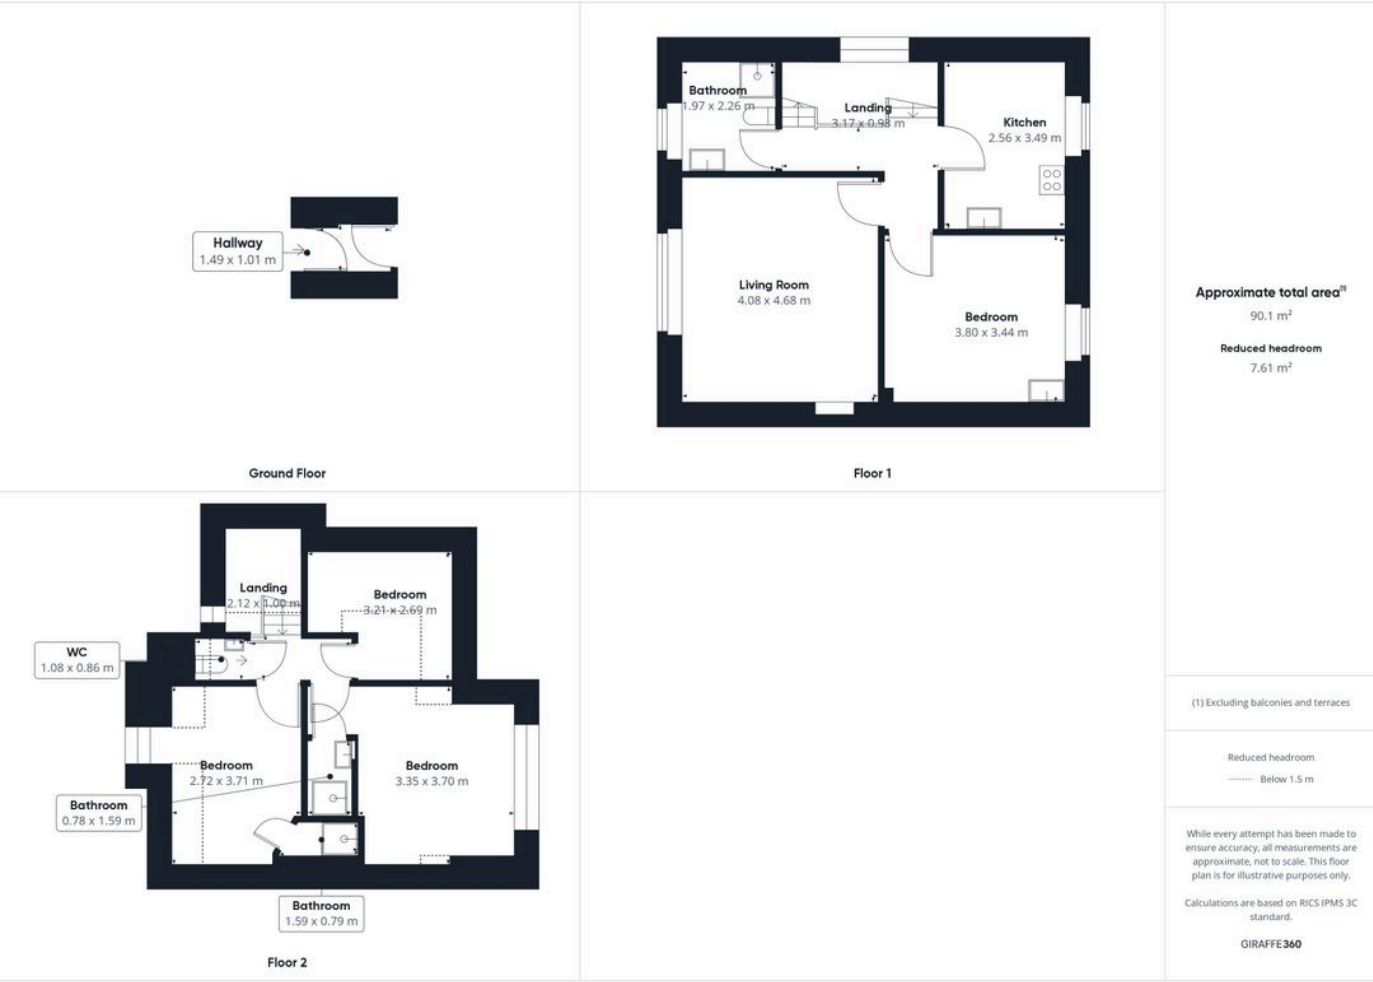 Hallway
1.49 x 1.01 m
Ground Floor
Bathroom
1.97 x 2.26 m
Landing
3.17 x 0.98 m
Kitchen
2.56 x 3.49 m
Living Room
4.08 x 4.68 m
Bedroom
3.80 x 3.44 m
Floor 1
Landing
2.12 x 1.00 m
Bedroom
3.21 x 2.69 m
WC
1.08 x 0.86 m
Bedroom
2.72 x 3.71 m
Bedroom
3.35 x 3.70 m
Bathroom
0.78 x 1.59 m
Bathroom
1.59 x 0.79 m
Floor 2
Approximate total area(1)
90.1 m²
Reduced headroom
7.61 m²
(1) Excluding balconies and terraces
Reduced headroom
Below 1.5 m
While every attempt has been made to
ensure accuracy, all measurements are
approximate, not to scale. This floor
plan is for illustrative purposes only.
Calculations are based on RICS IPMS 3C
standard.
GIRAFFE360